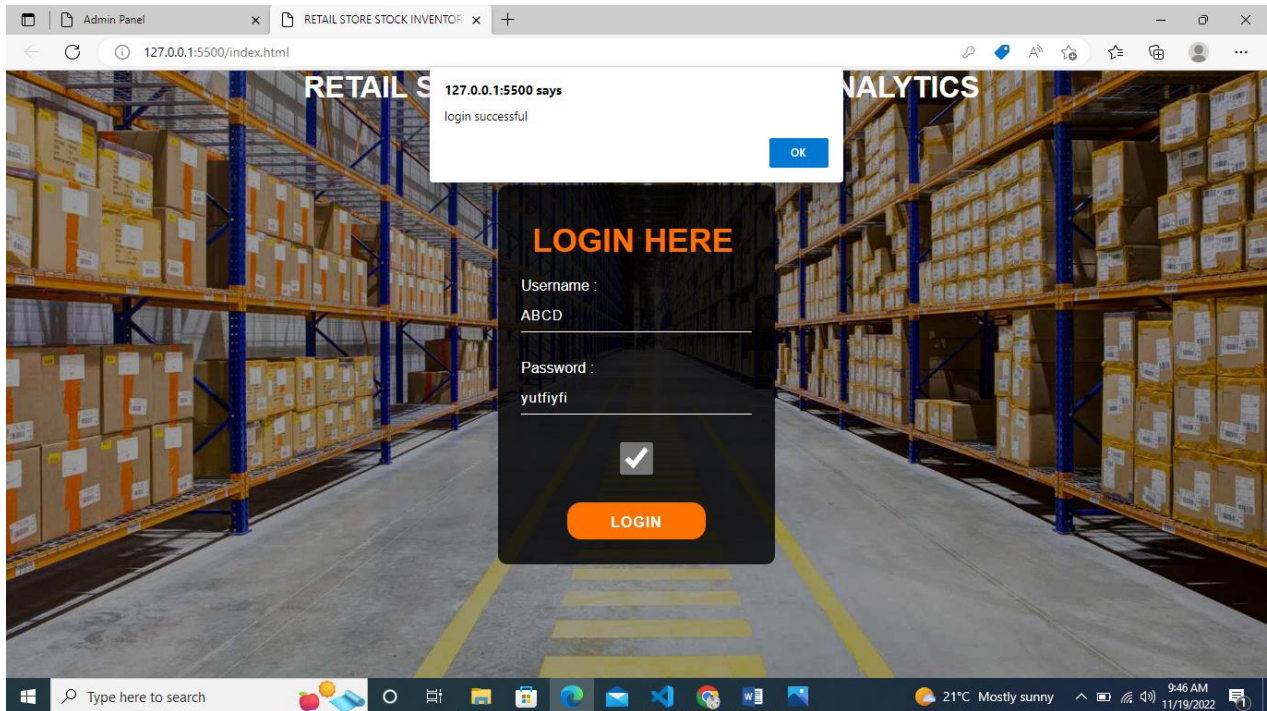 Admin Panel
RETAIL STORE STOCK INVENTOR
127.0.0.1:5500/index.html
RETAIL S
NALYTICS
127.0.0.1:5500 says
login successful
OK
LOGIN HERE
Username :
ABCD
Password :
yutfiyfi
LOGIN
Type here to search
21°C Mostly sunny
9:46 AM
11/19/2022